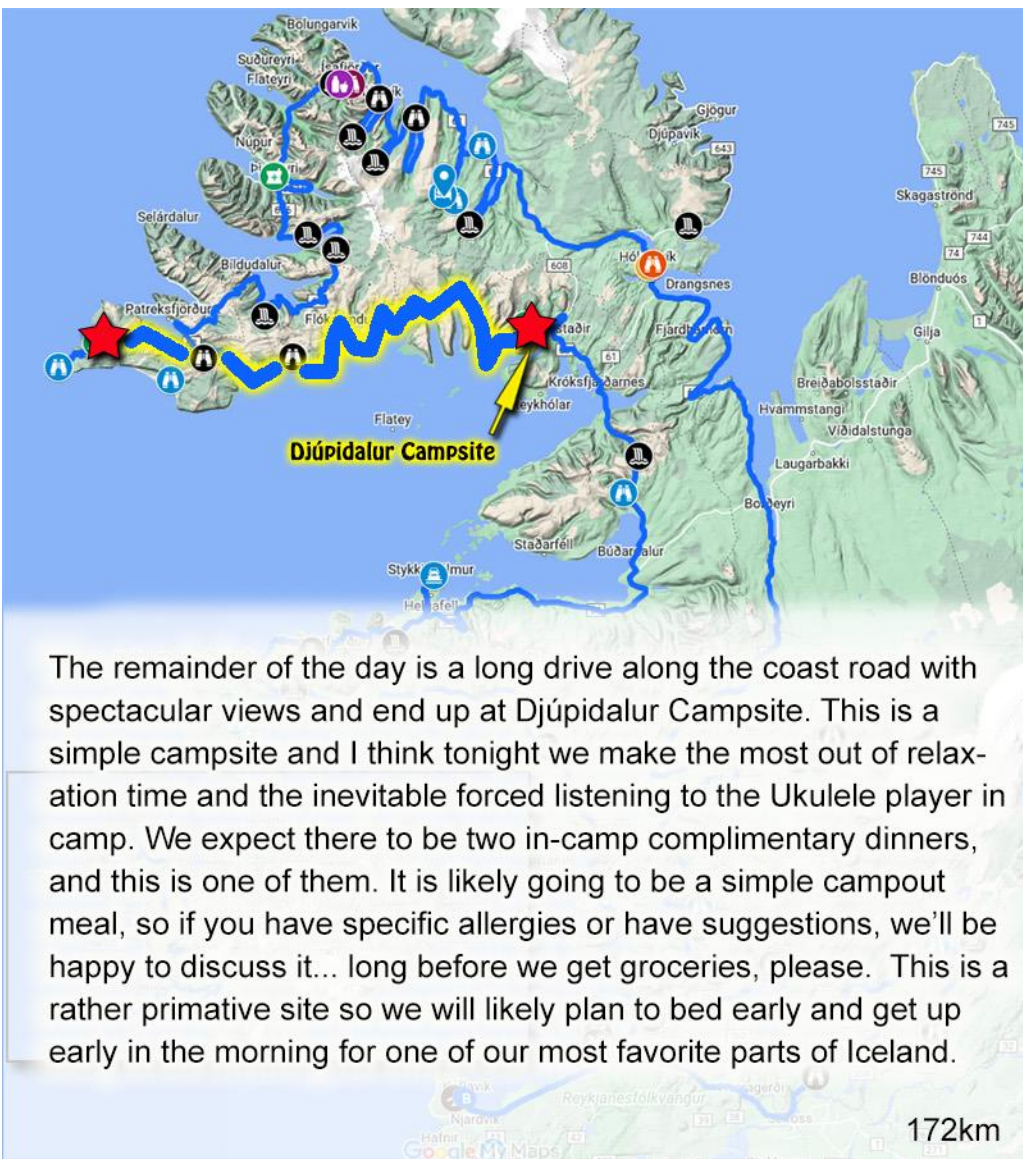 Bolungarvik
Suðureyri
Flateyri
Gjögur
Djúpavik
745
643
Núpur
745
Skagaströnd
Selárdalur
744
74
608
Bíldudalur
Drangsnes
Blönduós
Patreksfjörður
1
Gilja
61
Króksfjarðarnes
Breiðabolsstaðir
Flatey
Hvammstangi
Víðidalstunga
Djúpidalur Campsite
Laugarbakki
Borðeyri
Staðarfell
Búðardalur
The remainder of the day is a long drive along the coast road with
spectacular views and end up at Djúpidalur Campsite. This is a
simple campsite and I think tonight we make the most out of relax-
ation time and the inevitable forced listening to the Ukulele player in
camp. We expect there to be two in-camp complimentary dinners,
and this is one of them. It is likely going to be a simple campout
meal, so if you have specific allergies or have suggestions, we'll be
happy to discuss it... long before we get groceries, please.  This is a
rather primative site so we will likely plan to bed early and get up
early in the morning for one of our most favorite parts of Iceland.
B
Reykjanesfólkvangur
Njarðvik
172km
Hafnir
Google My Maps